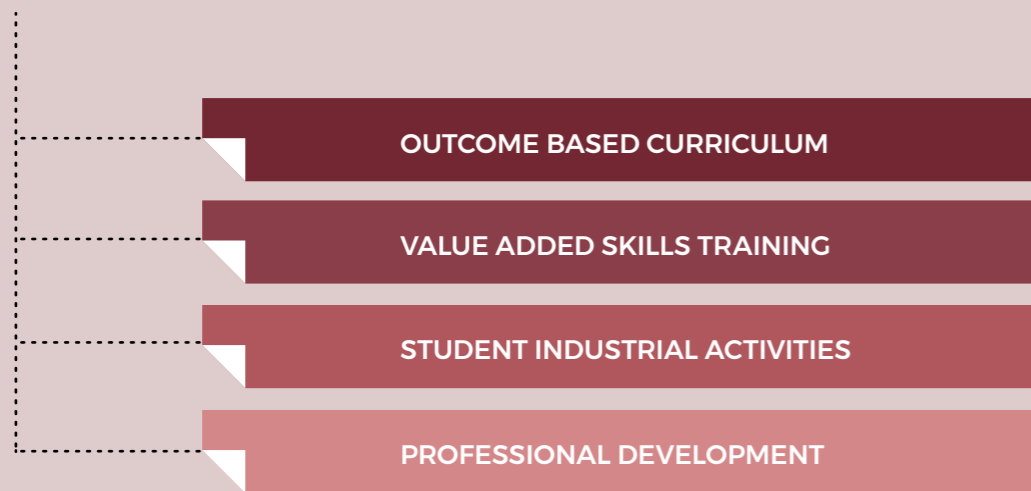 OUTCOME BASED CURRICULUM
VALUE ADDED SKILLS TRAINING
STUDENT INDUSTRIAL ACTIVITIES
PROFESSIONAL DEVELOPMENT